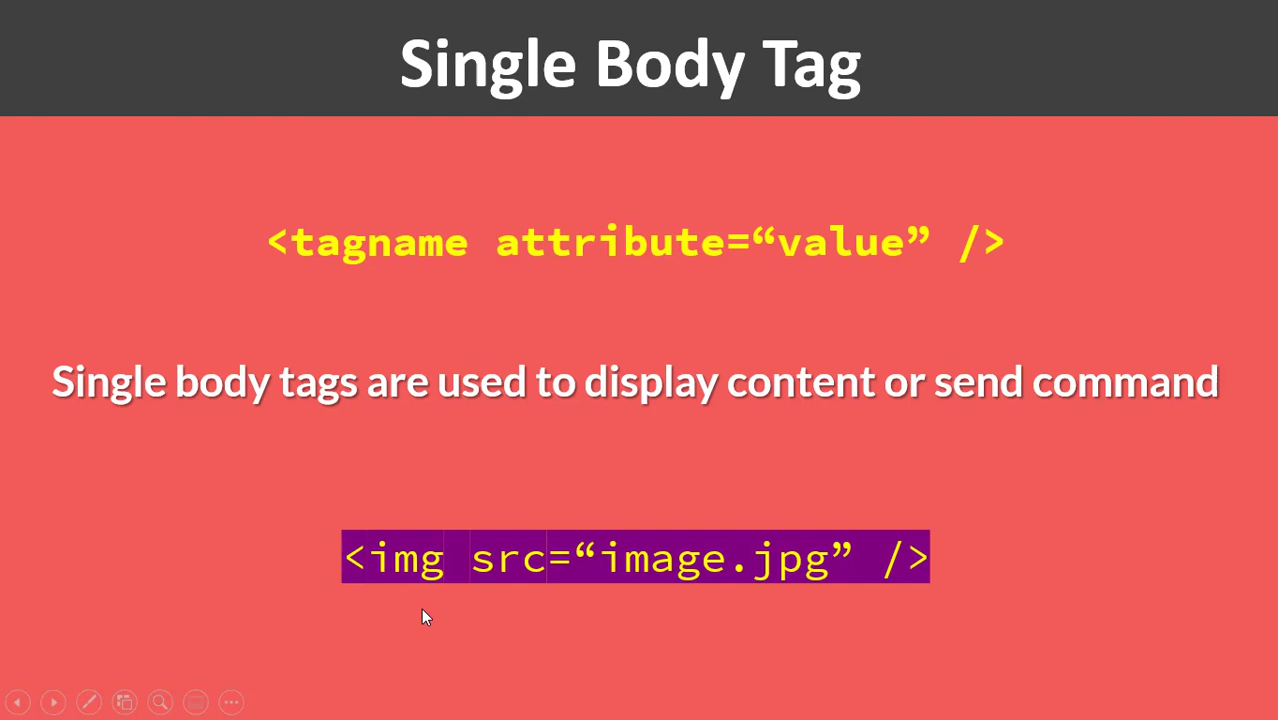 Single Body Tag
<tagname attribute=“value” />
Single body tags are used to display content or send command
<img src=“image.jpg” />